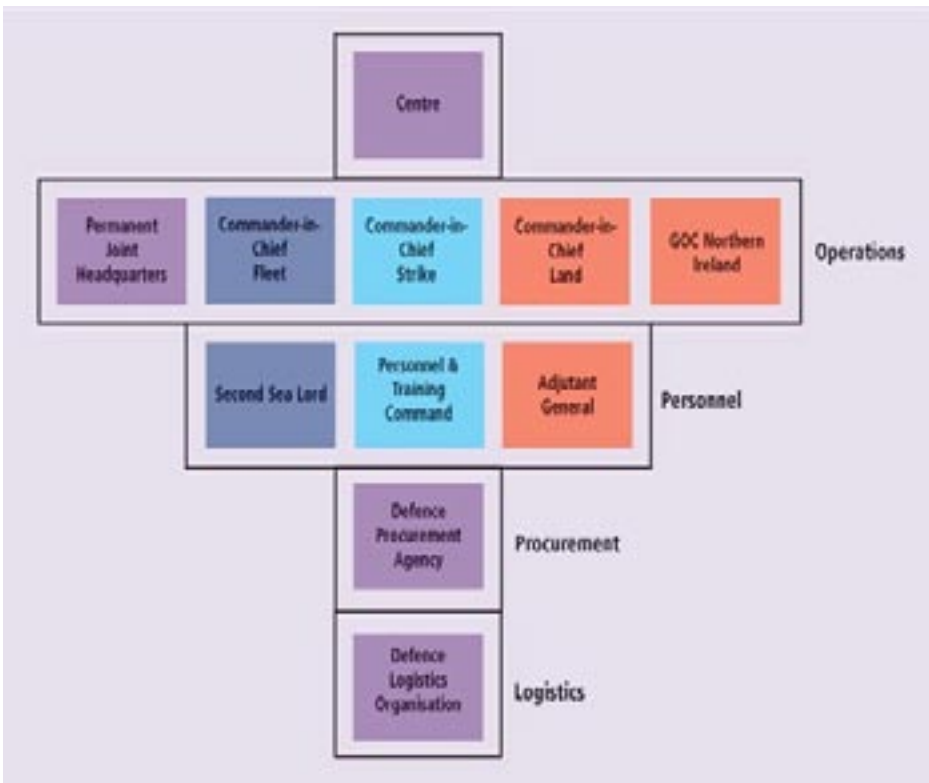 Centre
Permanent
Joint
Headquarters
Commander-in-
Chief
Fleet
Commander-in-
Chief
Strike
Commander-in-
Chief
Land
GOC Northern
Ireland
Operations
Second Sea Lord
Personnel &
Training
Command
Adjutant
General
Personnel
Defence
Procurement
Agency
Procurement
Defence
Logistics
Organisation
Logistics